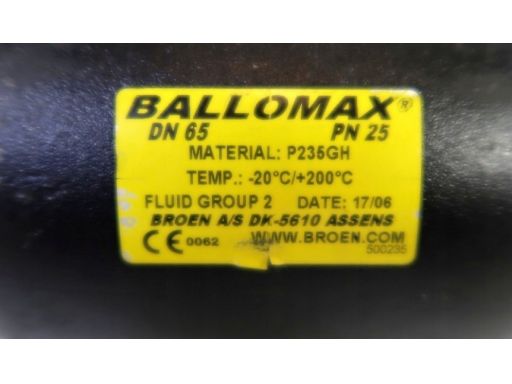 BALLOMAX®
DN 65 PN 25
MATERIAL: P235GH
TEMP.: -20°C/+200°C
FLUID GROUP 2 DATE: 17/06
BROEN A/S DK-5610 ASSENS
CE 0062 WWW.BROEN.COM
500235